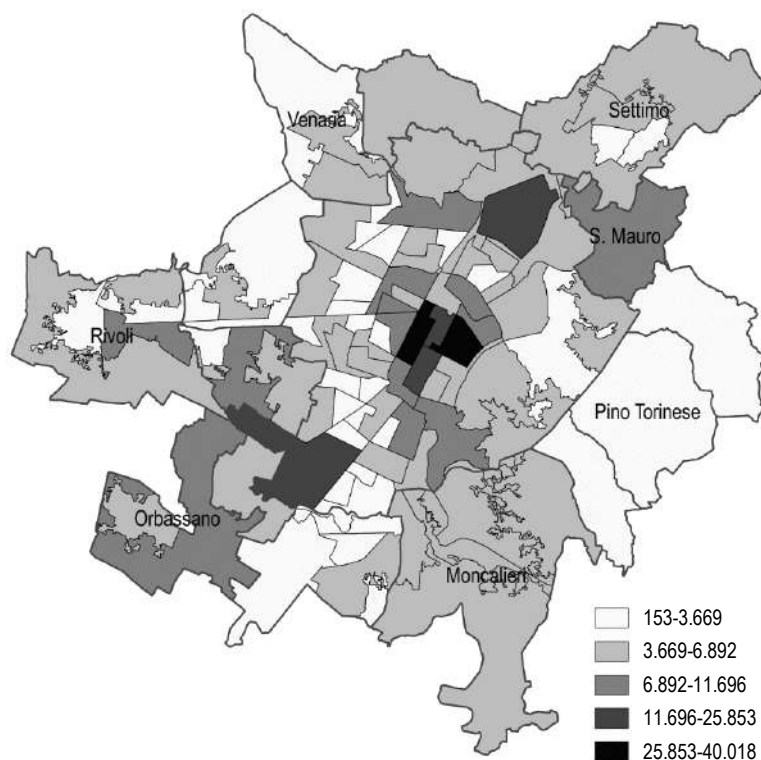 Venaria
Settimo
S. Mauro
Rivoli
Pino Torinese
Orbassano
Moncalieri
153-3.669
3.669-6.892
6.892-11.696
11.696-25.853
25.853-40.018